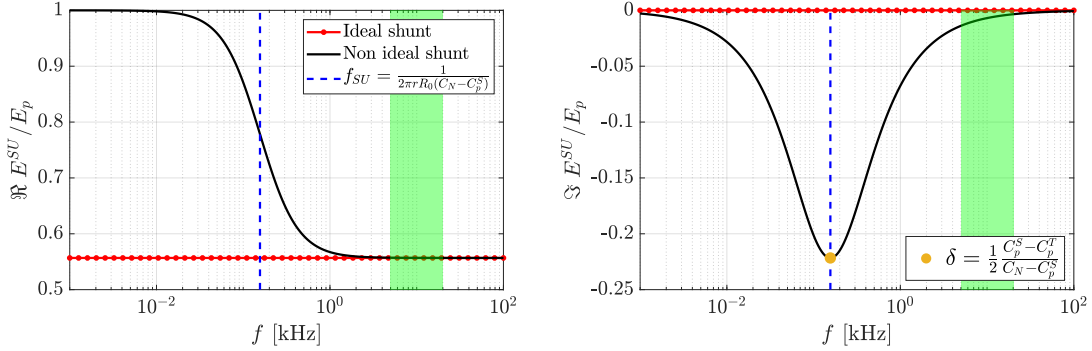 1
0.9
0.8
0.7
0.6
0.5
ℜ E^{SU}/E_p
Ideal shunt
Non ideal shunt
f_{SU} = \frac{1}{2πrR_0(C_N−C_p^S)}
10^{-2} 10^{0} 10^{2}
f [kHz]
0
-0.05
-0.1
-0.15
-0.2
-0.25
ℑ E^{SU}/E_p
δ = \frac{1}{2} \frac{C_p^S−C_p^T}{C_N−C_p^S}
10^{-2} 10^{0} 10^{2}
f [kHz]